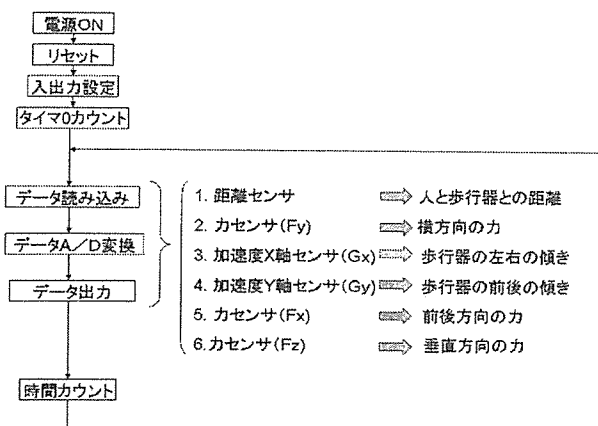 電源ON
リセット
入出力設定
タイマ0カウント
データ読み込み
データA/D変換
データ出力
1. 距離センサ ⇨ 人と歩行器との距離
2. 力センサ(Fy) ⇨ 横方向の力
3. 加速度X軸センサ(Gx) ⇨ 歩行器の左右の傾き
4. 加速度Y軸センサ(Gy) ⇨ 歩行器の前後の傾き
5. 力センサ(Fx) ⇨ 前後方向の力
6.力センサ(Fz) ⇨ 垂直方向の力
時間カウント